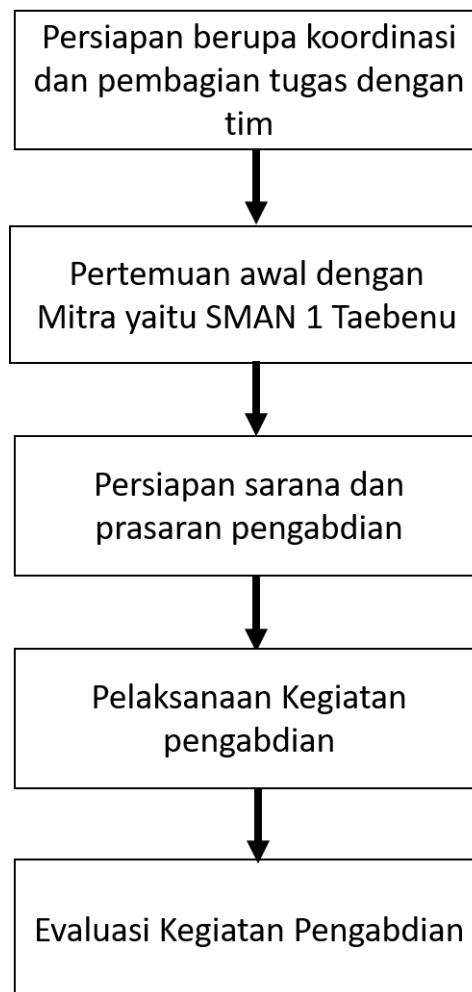 Persiapan berupa koordinasi
dan pembagian tugas dengan
tim
Pertemuan awal dengan
Mitra yaitu SMAN 1 Taebenu
Persiapan sarana dan
prasaran pengabdian
Pelaksanaan Kegiatan
pengabdian
Evaluasi Kegiatan Pengabdian